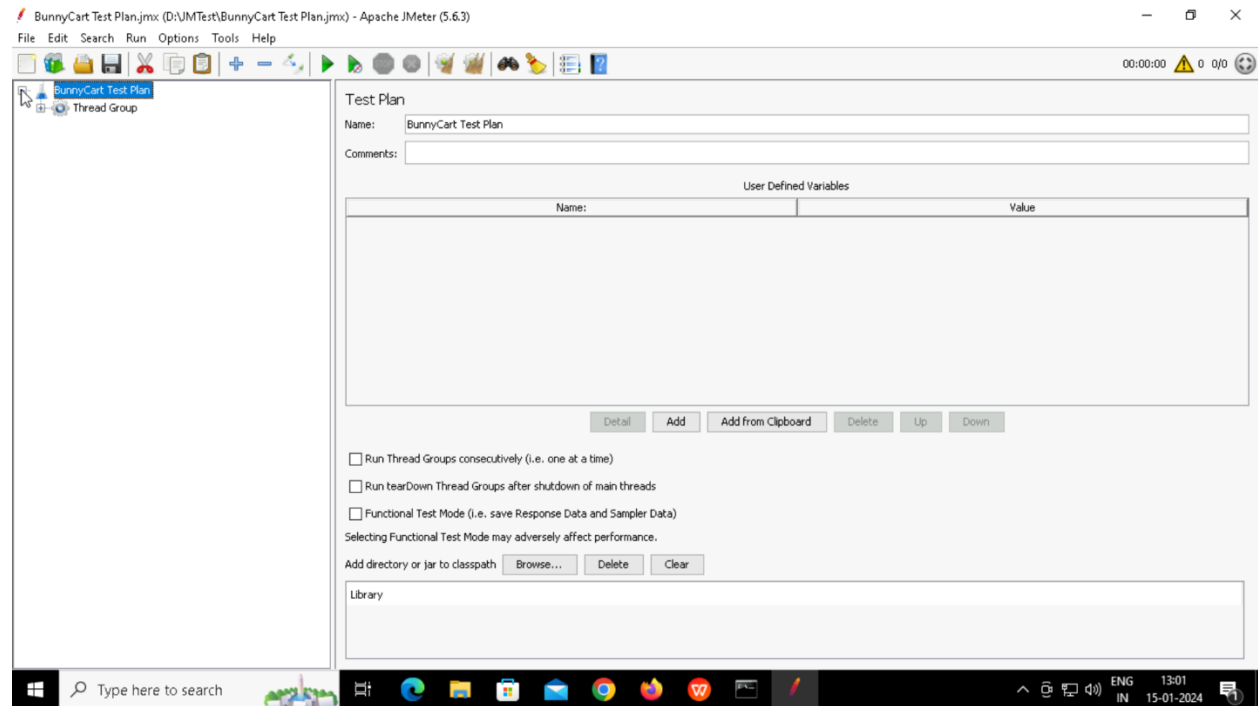 BunnyCart Test Plan.jmx (D:\JMTest\BunnyCart Test Plan.jmx) - Apache JMeter (5.6.3)
File Edit Search Run Options Tools Help
00:00:00 0 0/0
BunnyCart Test Plan
Thread Group
Test Plan
Name: BunnyCart Test Plan
Comments:
User Defined Variables
Name: Value
Detail Add Add from Clipboard Delete Up Down
Run Thread Groups consecutively (i.e. one at a time)
Run tearDown Thread Groups after shutdown of main threads
Functional Test Mode (i.e. save Response Data and Sampler Data)
Selecting Functional Test Mode may adversely affect performance.
Add directory or jar to classpath Browse... Delete Clear
Library
Type here to search
ENG 13:01
IN 15-01-2024 1